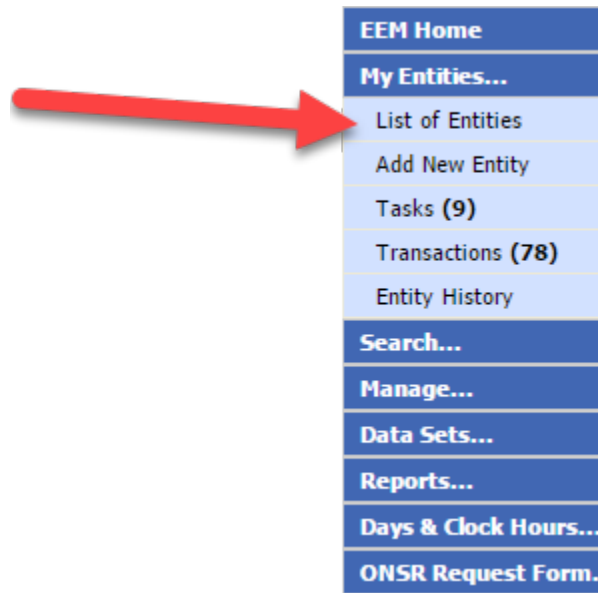 EEM Home
My Entities...
List of Entities
Add New Entity
Tasks (9)
Transactions (78)
Entity History
Search...
Manage...
Data Sets...
Reports...
Days & Clock Hours...
ONSR Request Form.